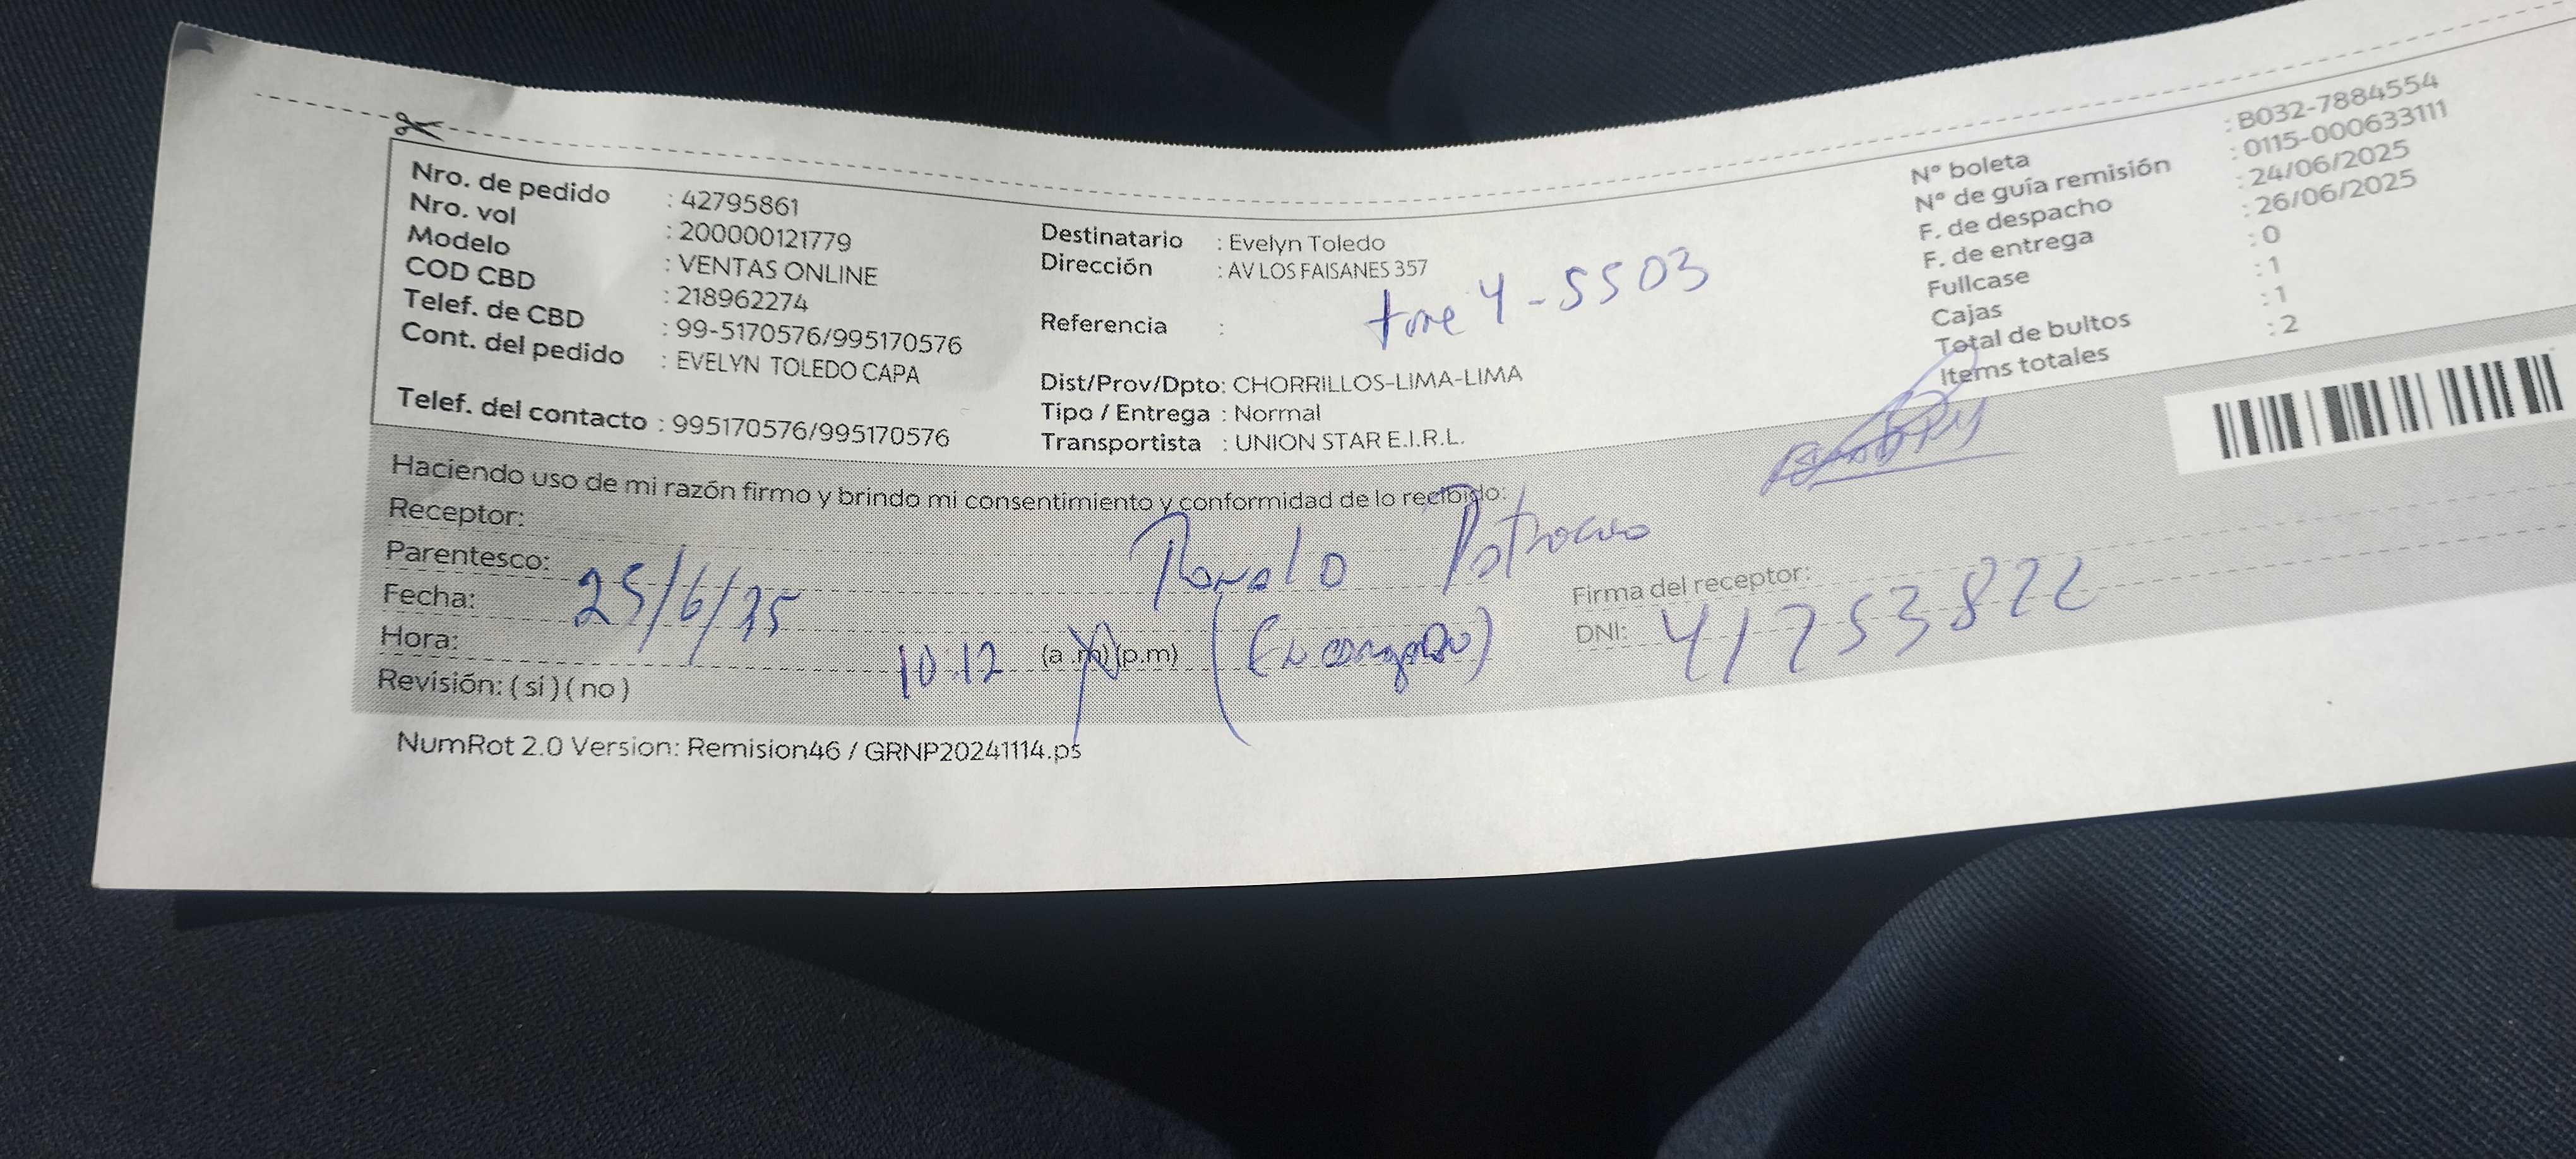 Nro. de pedido : 42795861
Nro. vol : 200000121779
Modelo : VENTAS ONLINE
COD CBD : 218962274
Telef. de CBD : 99-5170576/995170576
Cont. del pedido : EVELYN TOLEDO CAPA
Telef. del contacto : 995170576/995170576
Destinatario : Evelyn Toledo
Dirección : AV LOS FAISANES 357
Referencia :
torre 4-5503
Dist/Prov/Dpto: CHORRILLOS-LIMA-LIMA
Tipo / Entrega : Normal
Transportista : UNION STAR E.I.R.L.
N° boleta : B032-7884554
N° de guía remisión : 0115-000633111
F. de despacho : 24/06/2025
F. de entrega : 26/06/2025
Fullcase : 0
Cajas : 1
Total de bultos : 1
Items totales : 2
Haciendo uso de mi razón firmo y brindo mi consentimiento y conformidad de lo recibido:
Receptor:
Parentesco: (Encargado)
Fecha: 25/6/25
Hora: 10:12 (a.m)(p.m)
Revisión: ( si ) ( no )
Firma del receptor:
DNI: 41753822
NumRot 2.0 Version: Remision46 / GRNP20241114.ps